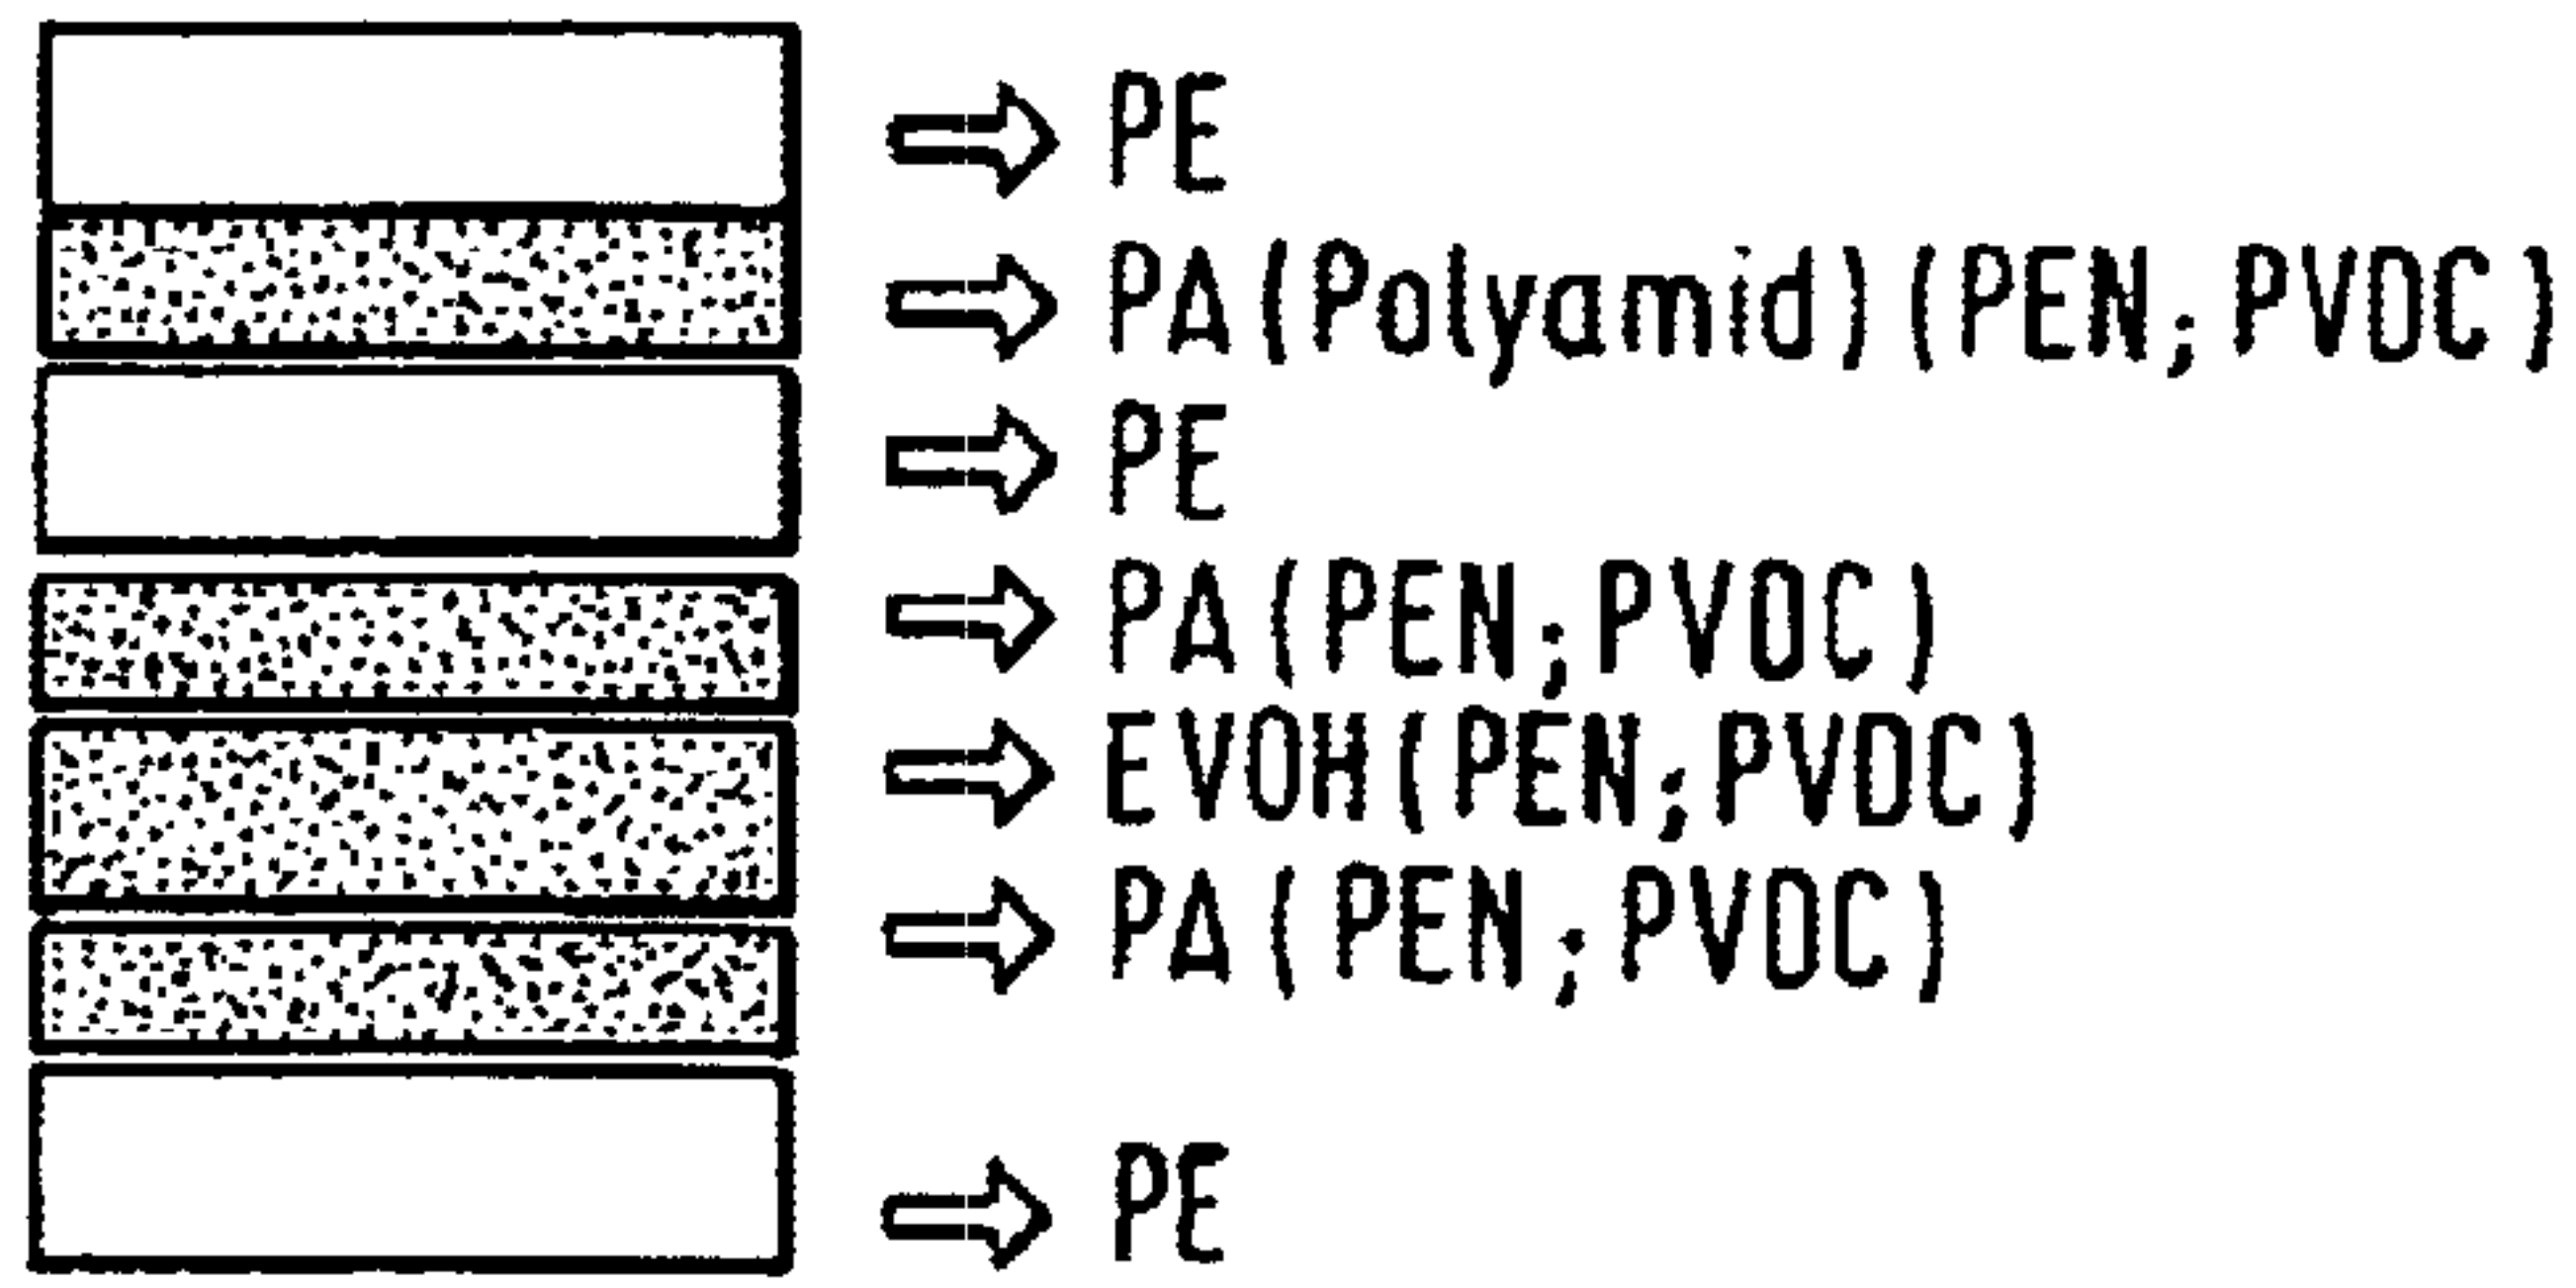 PE
PA (Polyamid) (PEN; PVDC)
PE
PA (PEN; PVDC)
EVOH (PEN; PVDC)
PA (PEN; PVDC)
PE